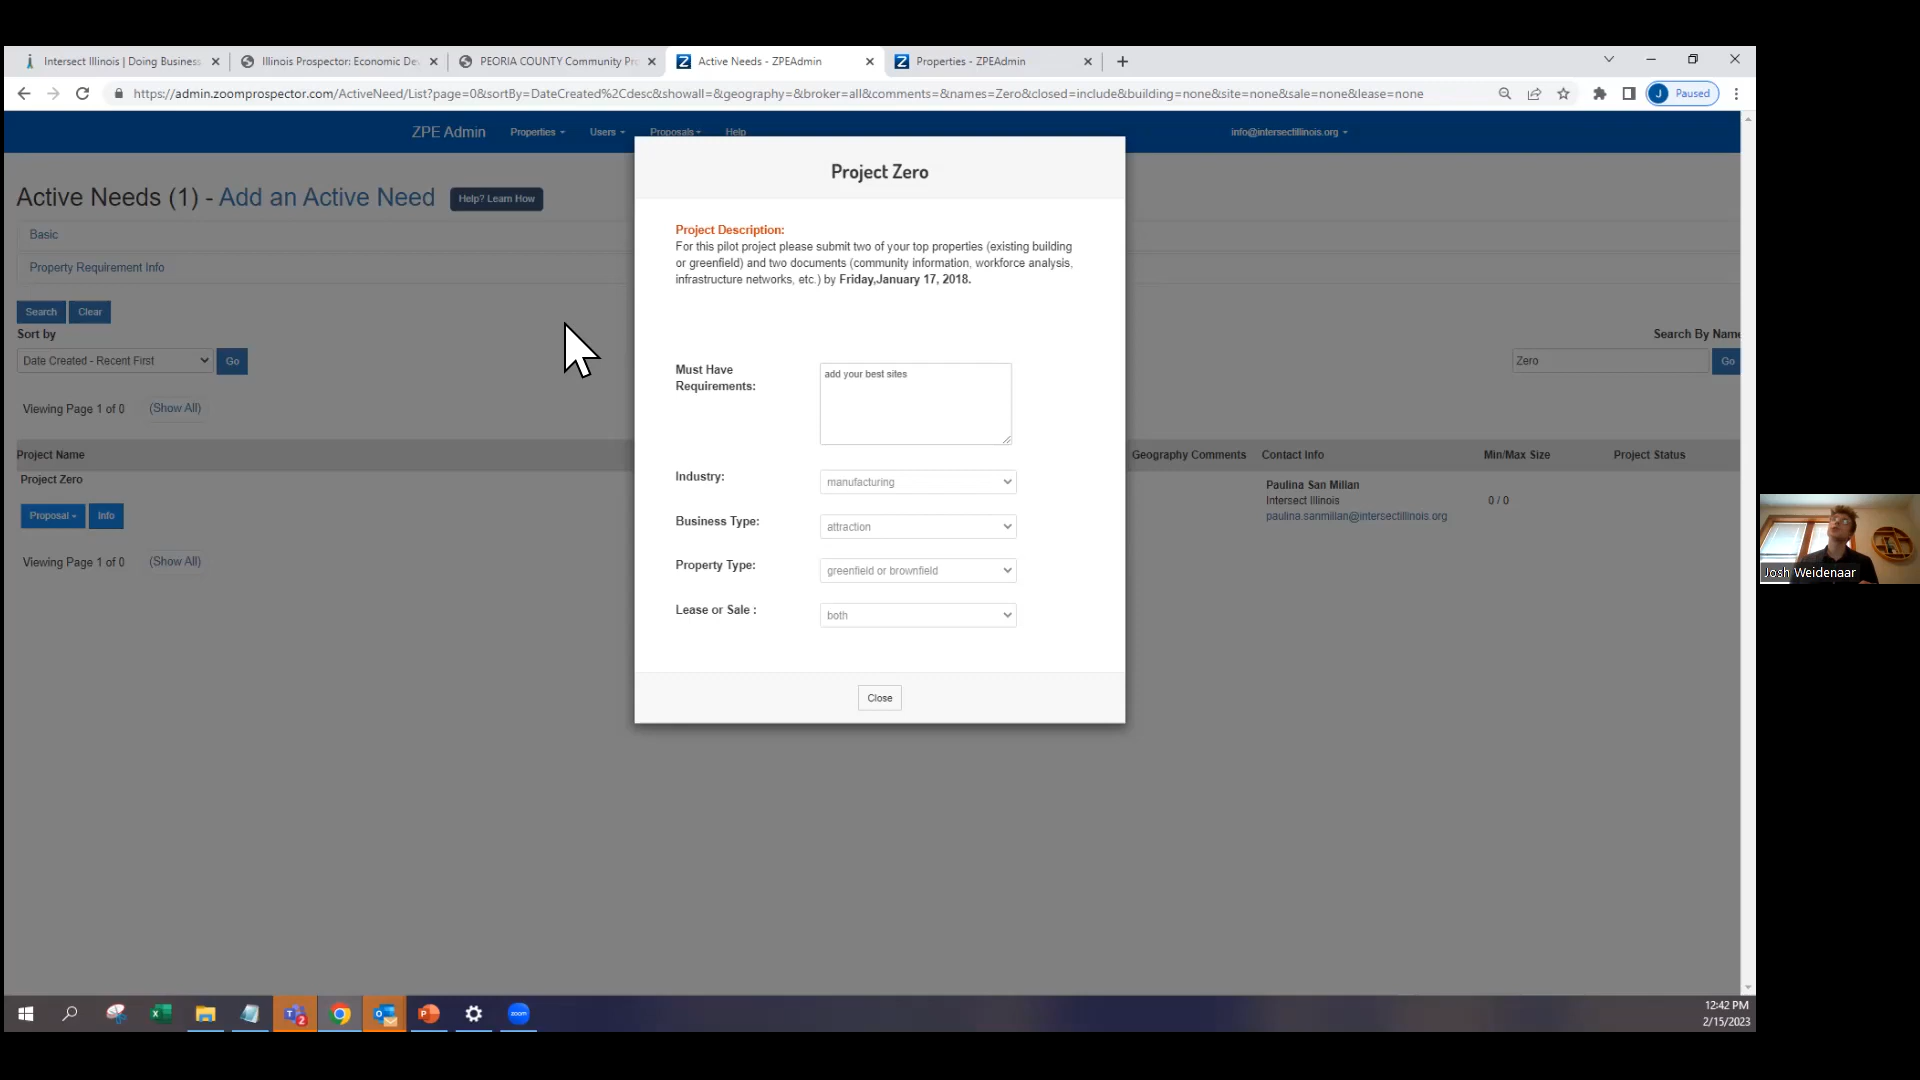 Intersect Illinois | Doing Business
Illinois Prospector: Economic De
PEORIA COUNTY Community Pr
Active Needs - ZPEAdmin
Properties - ZPEAdmin
https://admin.zoomprospector.com/ActiveNeed/List?page=0&sortBy=DateCreated%2Cdesc&showall=&geography=&broker=all&comments=&names=Zero&closed=include&building=none&site=none&sale=none&lease=none
J Paused
ZPE Admin
Properties
Users
Proposals
Help
info@intersectillinois.org
Active Needs (1) - Add an Active Need
Help? Learn How
Basic
Property Requirement Info
Search
Clear
Sort by
Search By Name
Date Created - Recent First
Go
Zero
Go
Viewing Page 1 of 0
(Show All)
Project Name
Geography Comments
Contact Info
Min/Max Size
Project Status
Project Zero
Paulina San Millan
Intersect Illinois
paulina.sanmillan@intersectillinois.org
0 / 0
Proposal
Info
Viewing Page 1 of 0
(Show All)
Project Zero
Project Description:
For this pilot project please submit two of your top properties (existing building
or greenfield) and two documents (community information, workforce analysis,
infrastructure networks, etc.) by Friday,January 17, 2018.
Must Have
Requirements:
add your best sites
Industry:
manufacturing
Business Type:
attraction
Property Type:
greenfield or brownfield
Lease or Sale :
both
Close
Josh Weidenaar
zoom
12:42 PM
2/15/2023